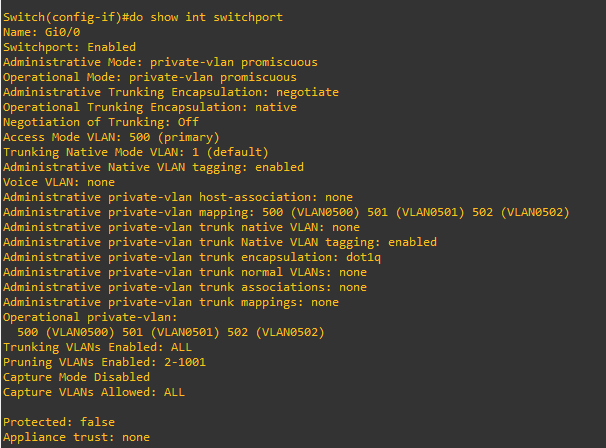 Switch(config-if)#do show int switchport
Name: Gi0/0
Switchport: Enabled
Administrative Mode: private-vlan promiscuous
Operational Mode: private-vlan promiscuous
Administrative Trunking Encapsulation: negotiate
Operational Trunking Encapsulation: native
Negotiation of Trunking: Off
Access Mode VLAN: 500 (primary)
Trunking Native Mode VLAN: 1 (default)
Administrative Native VLAN tagging: enabled
Voice VLAN: none
Administrative private-vlan host-association: none
Administrative private-vlan mapping: 500 (VLAN0500) 501 (VLAN0501) 502 (VLAN0502)
Administrative private-vlan trunk native VLAN: none
Administrative private-vlan trunk Native VLAN tagging: enabled
Administrative private-vlan trunk encapsulation: dot1q
Administrative private-vlan trunk normal VLANs: none
Administrative private-vlan trunk associations: none
Administrative private-vlan trunk mappings: none
Operational private-vlan:
  500 (VLAN0500) 501 (VLAN0501) 502 (VLAN0502)
Trunking VLANs Enabled: ALL
Pruning VLANs Enabled: 2-1001
Capture Mode Disabled
Capture VLANs Allowed: ALL

Protected: false
Appliance trust: none